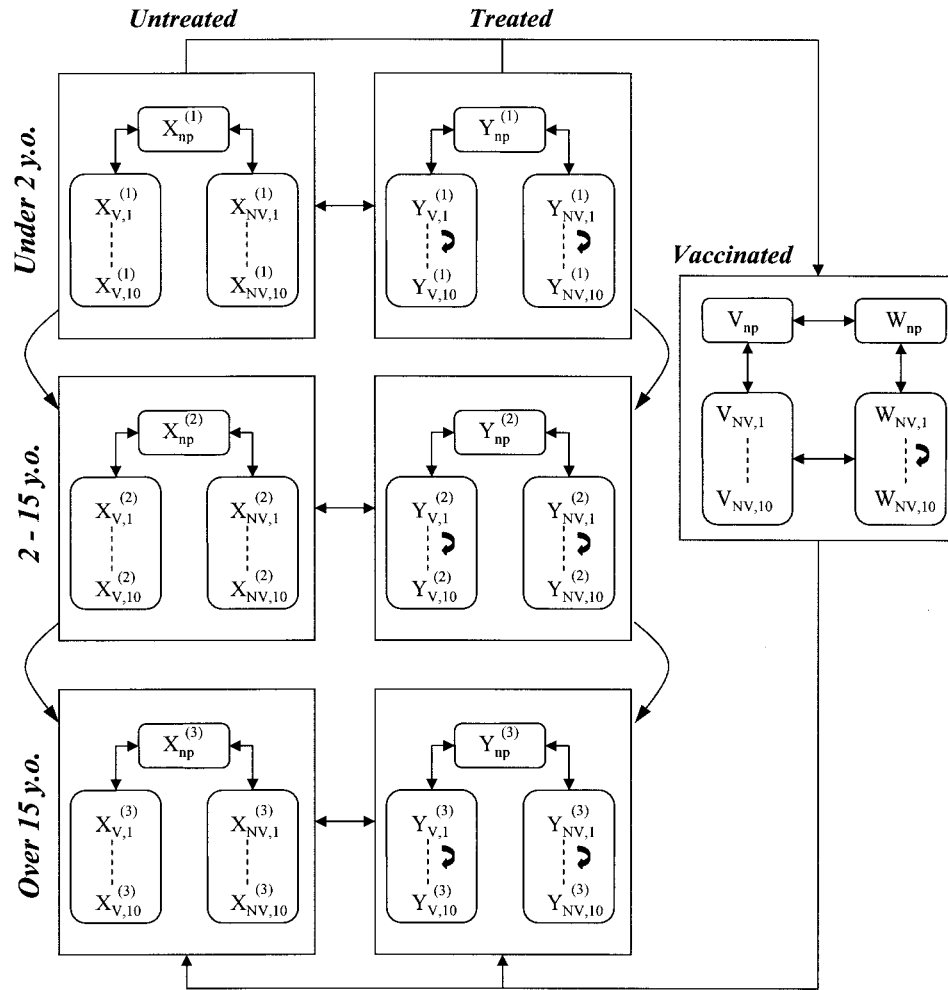 Untreated
Treated
Under 2 y.o.
X_np^(1)
X_V,1^(1)
X_V,10^(1)
X_NV,1^(1)
X_NV,10^(1)
Y_np^(1)
Y_V,1^(1)
Y_V,10^(1)
Y_NV,1^(1)
Y_NV,10^(1)
Vaccinated
V_np
W_np
V_NV,1
V_NV,10
W_NV,1
W_NV,10
2 - 15 y.o.
X_np^(2)
X_V,1^(2)
X_V,10^(2)
X_NV,1^(2)
X_NV,10^(2)
Y_np^(2)
Y_V,1^(2)
Y_V,10^(2)
Y_NV,1^(2)
Y_NV,10^(2)
Over 15 y.o.
X_np^(3)
X_V,1^(3)
X_V,10^(3)
X_NV,1^(3)
X_NV,10^(3)
Y_np^(3)
Y_V,1^(3)
Y_V,10^(3)
Y_NV,1^(3)
Y_NV,10^(3)